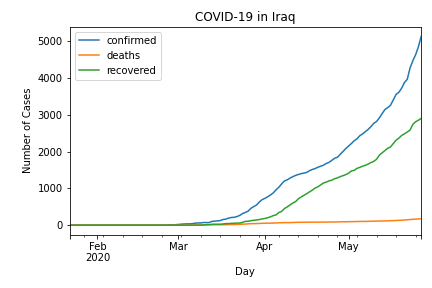 COVID-19 in Iraq
confirmed
deaths
recovered
5000
4000
3000
2000
1000
0
Number of Cases
Feb
2020
Mar
Apr
May
Day